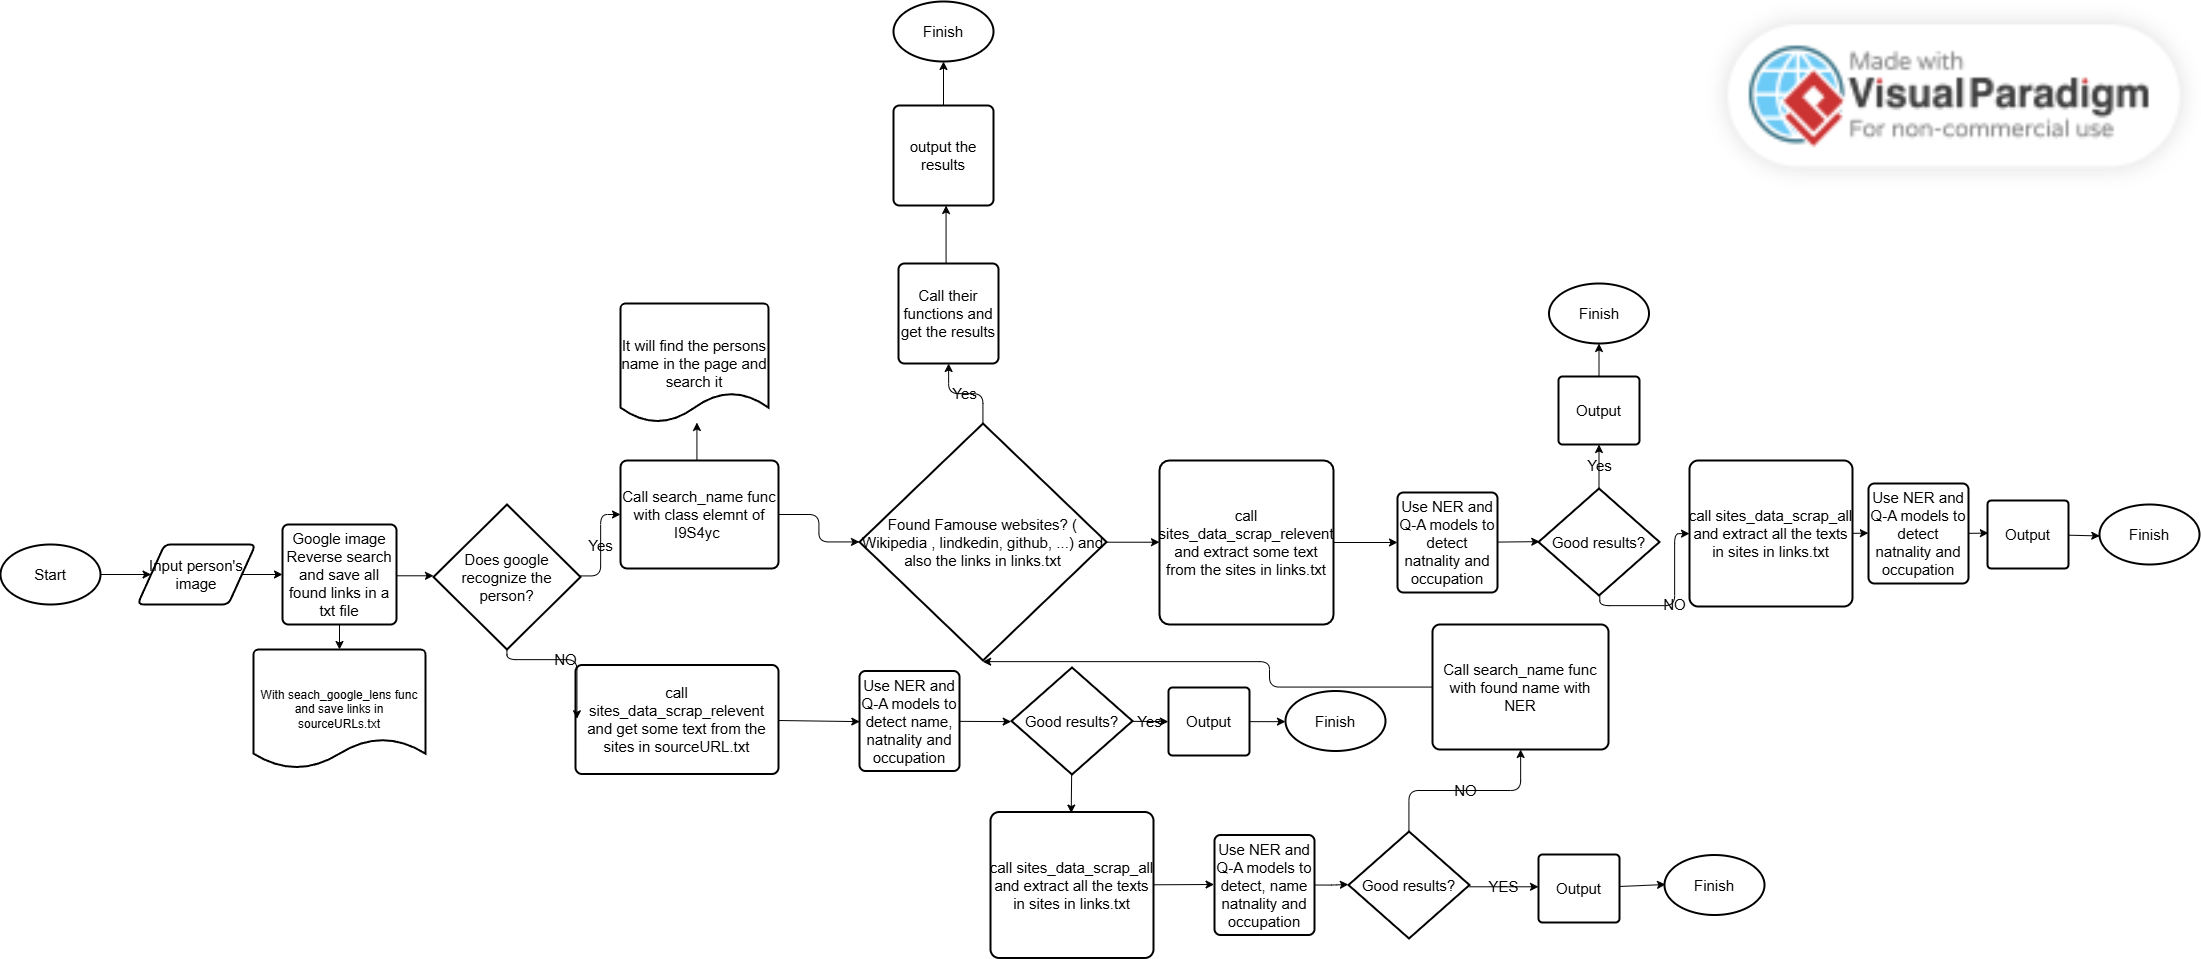 Finish
Made with
Visual Paradigm
For non-commercial use
output the
results
Call their
functions and
get the results
Yes
It will find the persons
name in the page and
search it
Finish
Output
Yes
Start
Input person's
image
Google image
Reverse search
and save all
found links in a
txt file
With seach_google_lens func
and save links in
sourceURLs.txt
Does google
recognize the
person?
Yes
NO
Call search_name func
with class elemnt of
I9S4yc
Found Famouse websites? (
Wikipedia , lindkedin, github, ...) and
also the links in links.txt
call
sites_data_scrap_relevent
and extract some text
from the sites in links.txt
Use NER and
Q-A models to
detect
natnality and
occupation
Good results?
NO
call sites_data_scrap_all
and extract all the texts
in sites in links.txt
Use NER and
Q-A models to
detect
natnality and
occupation
Output
Finish
call
sites_data_scrap_relevent
and get some text from the
sites in sourceURL.txt
Use NER and
Q-A models to
detect name,
natnality and
occupation
Good results?
Yes
Output
Finish
Call search_name func
with found name with
NER
NO
call sites_data_scrap_all
and extract all the texts
in sites in links.txt
Use NER and
Q-A models to
detect, name
natnality and
occupation
Good results?
YES
Output
Finish